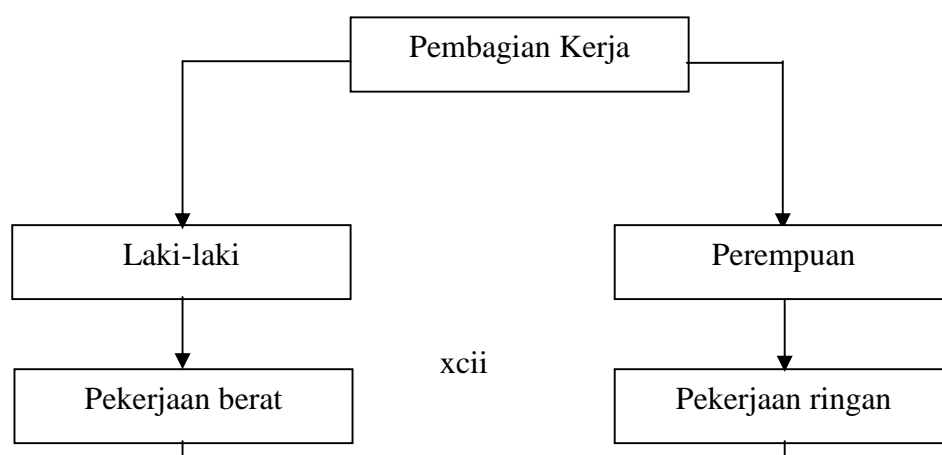 Pembagian Kerja
Laki-laki
Perempuan
xcii
Pekerjaan berat
Pekerjaan ringan